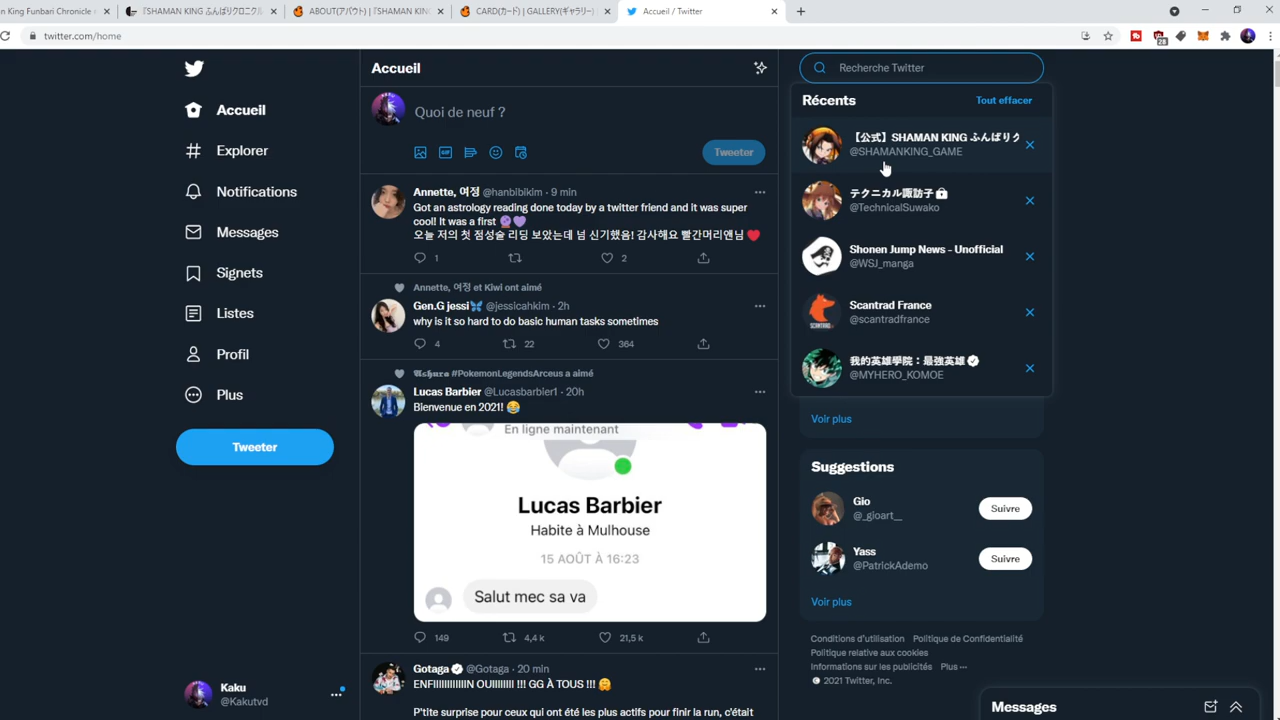 n King Funbari Chronicle
『SHAMAN KING ふんばりクロニクル
ABOUT(アバウト) | 『SHAMAN KING
CARD(カード) | GALLERY(ギャラリー)
Accueil / Twitter
twitter.com/home
28
Accueil
Explorer
Notifications
Messages
Signets
Listes
Profil
Plus
Tweeter
Kaku
@Kakutvd
Accueil
Quoi de neuf ?
GIF
Tweeter
Annette, 여정 @hanbibikim · 9 min
Got an astrology reading done today by a twitter friend and it was super
cool! It was a first 🔮💜
오늘 저의 첫 점성술 리딩 보았는데 넘 신기했음! 감사해요 빨간머리앤님 ❤️
1 2
Annette, 여정 et Kiwi ont aimé
Gen.G jessi🦋 @jessicahkim · 2h
why is it so hard to do basic human tasks sometimes
4 22 364
𝕬𝖘𝖍𝖚𝖗𝖆 #PokemonLegendsArceus a aimé
Lucas Barbier @Lucasbarbier1 · 20h
Bienvenue en 2021! 😂
En ligne maintenant
Lucas Barbier
Habite à Mulhouse
15 AOÛT À 16:23
Salut mec sa va
149 4,4 k 21,5 k
Gotaga @Gotaga · 20 min
ENFIIIIIIIIIIN OUIIIIIII !!! GG À TOUS !!! 🤗
P'tite surprise pour ceux qui ont été les plus actifs pour finir la run, c'était
Recherche Twitter
Récents
Tout effacer
【公式】SHAMAN KING ふんばりク
@SHAMANKING_GAME
テクニカル諏訪子
@TechnicalSuwako
Shonen Jump News - Unofficial
@WSJ_manga
SCANTRAD
Scantrad France
@scantradfrance
我的英雄學院：最強英雄
@MYHERO_KOMOE
Voir plus
Suggestions
Gio
@_gioart__
Suivre
Yass
@PatrickAdemo
Suivre
Voir plus
Conditions d'utilisation Politique de Confidentialité
Politique relative aux cookies
Informations sur les publicités Plus ···
© 2021 Twitter, Inc.
Messages